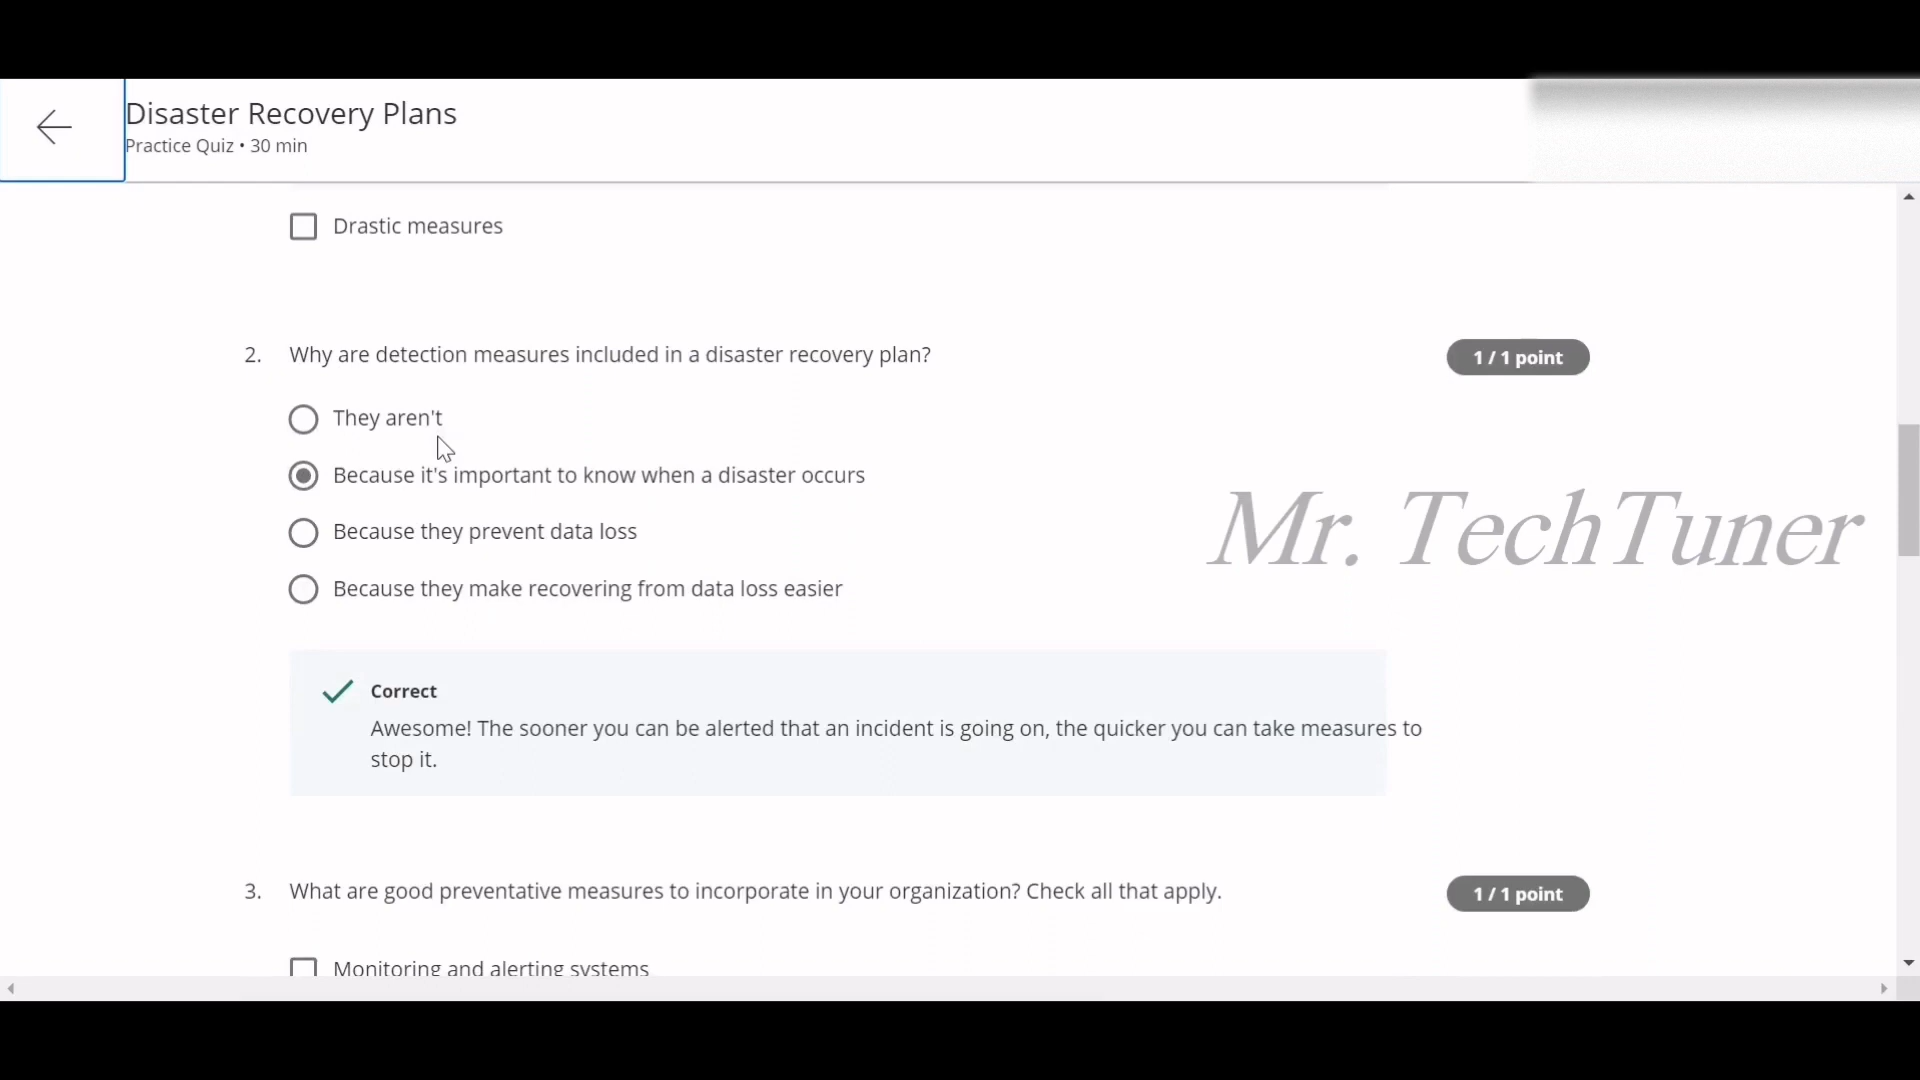 Disaster Recovery Plans
Practice Quiz • 30 min
Drastic measures
2. Why are detection measures included in a disaster recovery plan?
1 / 1 point
They aren't
Because it's important to know when a disaster occurs
Because they prevent data loss
Because they make recovering from data loss easier
Mr. TechTuner
Correct
Awesome! The sooner you can be alerted that an incident is going on, the quicker you can take measures to
stop it.
3. What are good preventative measures to incorporate in your organization? Check all that apply.
1 / 1 point
Monitoring and alerting systems